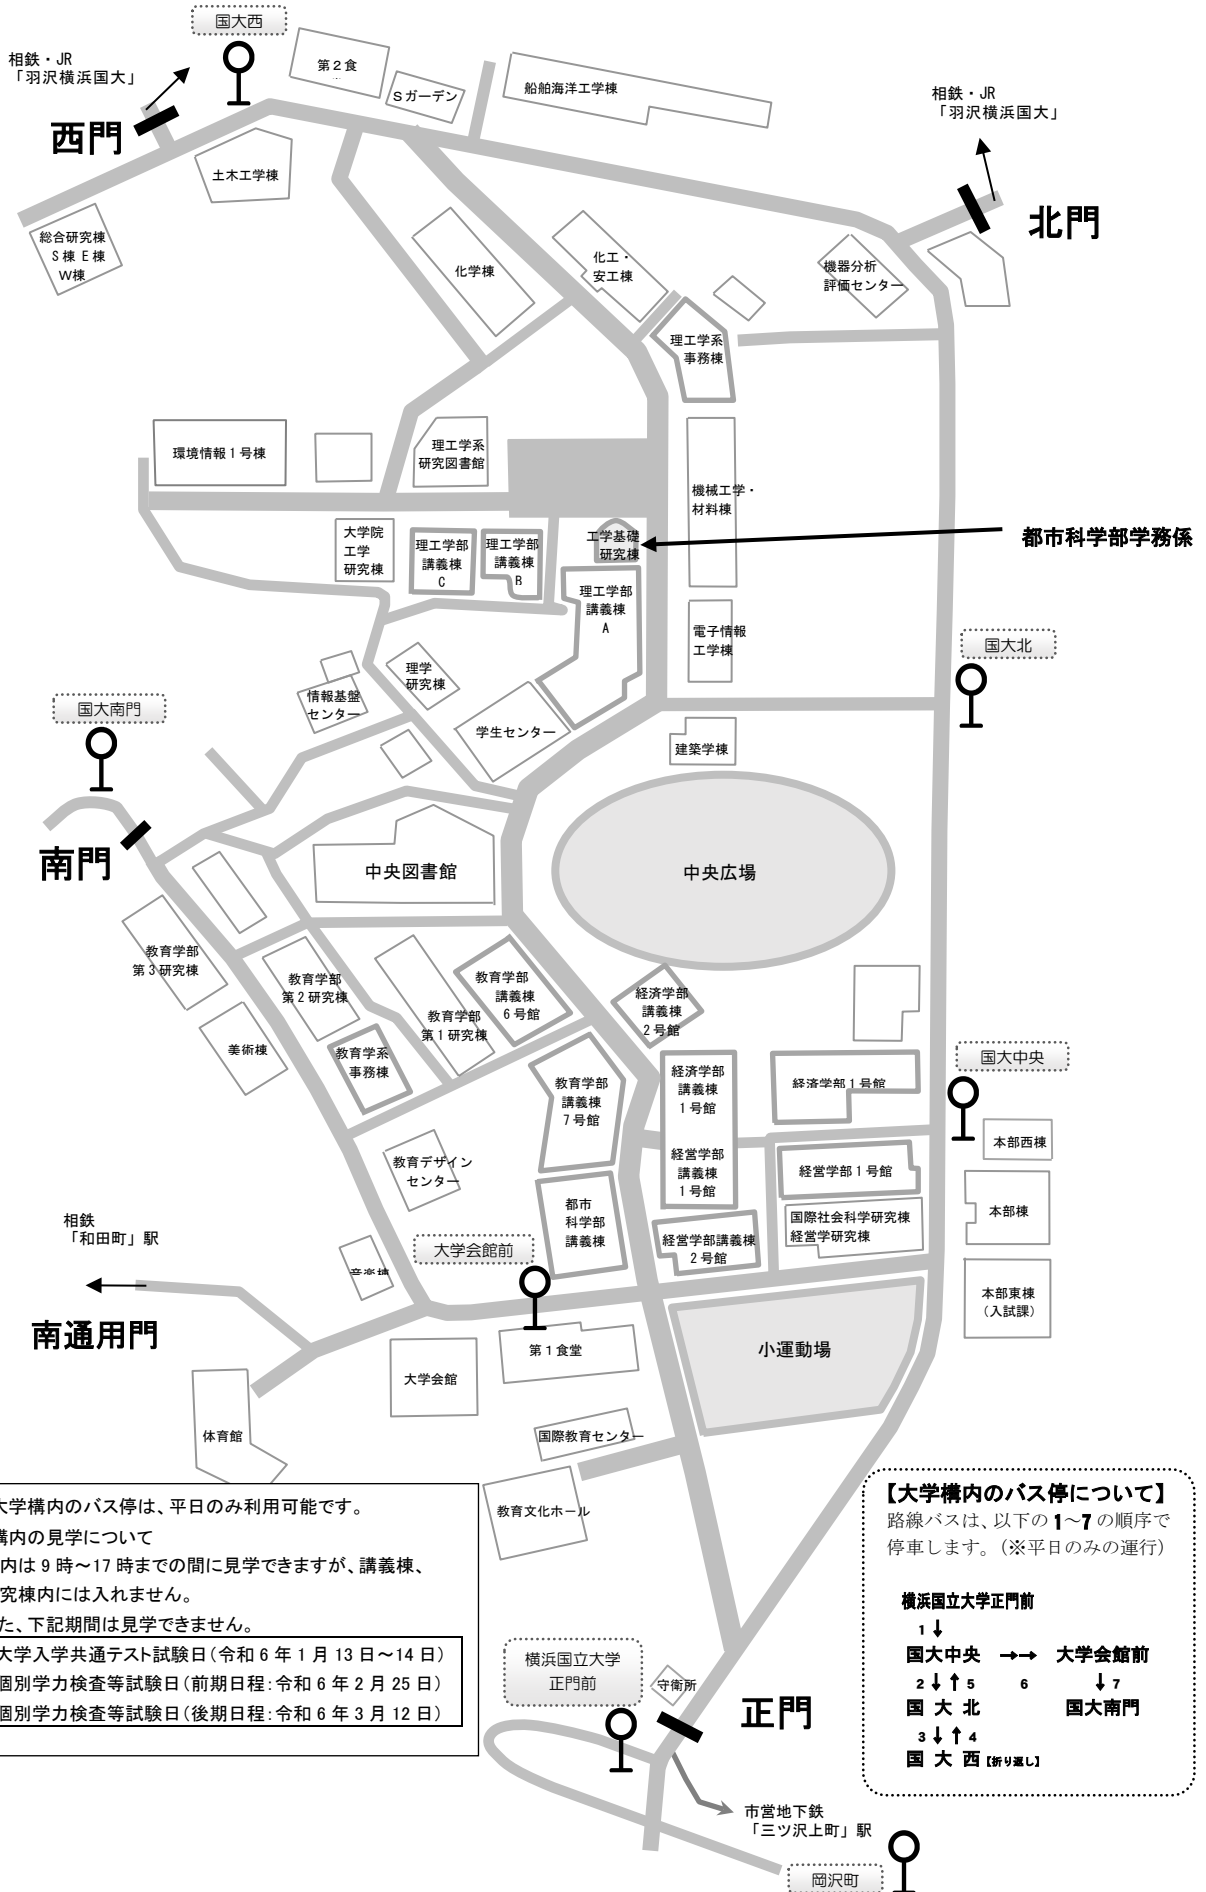 国大西
相鉄・JR
「羽沢横浜国大」
西門
第２食
Ｓガーデン
船舶海洋工学棟
相鉄・JR
「羽沢横浜国大」
北門
土木工学棟
総合研究棟
Ｓ棟 Ｅ棟
Ｗ棟
化学棟
化工・
安工棟
機器分析
評価センター
理工学系
事務棟
環境情報１号棟
理工学系
研究図書館
機械工学・
材料棟
大学院
工学
研究棟
理工学部
講義棟
C
理工学部
講義棟
B
工学基礎
研究棟
都市科学部学務係
理工学部
講義棟
A
電子情報
工学棟
国大北
理学
研究棟
情報基盤
センター
国大南門
学生センター
建築学棟
南門
中央図書館
中央広場
教育学部
第３研究棟
教育学部
第２研究棟
教育学部
第１研究棟
教育学部
講義棟
6 号館
経済学部
講義棟
2 号館
美術棟
教育学系
事務棟
国大中央
教育学部
講義棟
7 号館
経済学部
講義棟
1 号館
経済学部１号館
本部西棟
教育デザイン
センター
経営学部
講義棟
1 号館
経営学部１号館
都市
科学部
講義棟
国際社会科学研究棟
経営学研究棟
本部棟
相鉄
「和田町」駅
大学会館前
経営学部講義棟
2 号館
音楽棟
本部東棟
（入試課）
南通用門
第１食堂
小運動場
大学会館
体育館
国際教育センター
教育文化ホール
大学構内のバス停は、平日のみ利用可能です。
構内の見学について
内は 9 時～17 時までの間に見学できますが、講義棟、
究棟内には入れません。
た、下記期間は見学できません。
大学入学共通テスト試験日（令和 6 年 1 月 13 日～14 日）
個別学力検査等試験日（前期日程：令和 6 年 2 月 25 日）
個別学力検査等試験日（後期日程：令和 6 年 3 月 12 日）
【大学構内のバス停について】
路線バスは、以下の 1～7 の順序で
停車します。（※平日のみの運行）
横浜国立大学正門前
1 ↓
国大中央 →→ 大学会館前
2 ↓ ↑ 5 6 ↓ 7
国 大 北 国大南門
3 ↓ ↑ 4
国 大 西 【折り返し】
横浜国立大学
正門前
守衛所
正門
市営地下鉄
「三ツ沢上町」駅
岡沢町